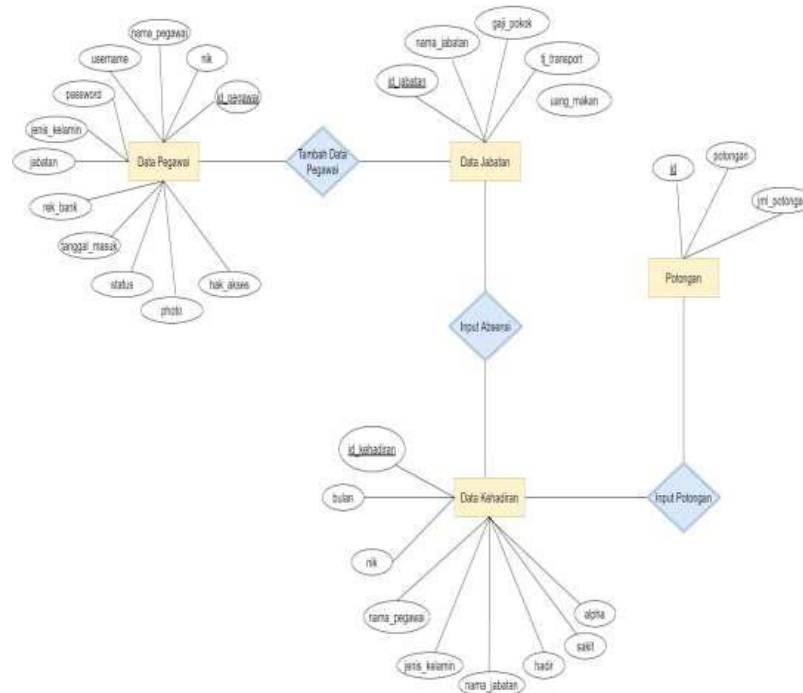 nama_pegawai
username
nik
password
id_pegawai
jenis_kelamin
jabatan
Data Pegawai
rek_bank
tanggal_masuk
status
photo
hak_akses
Tambah Data
Pegawai
gaji_pokok
nama_jabatan
tj_transport
id_jabatan
uang_makan
Data Jabatan
potongan
id
jml_potongan
Potongan
Input Absensi
id_kehadiran
bulan
Data Kehadiran
Input Potongan
nik
nama_pegawai
alpha
sakit
jenis_kelamin
hadir
nama_jabatan